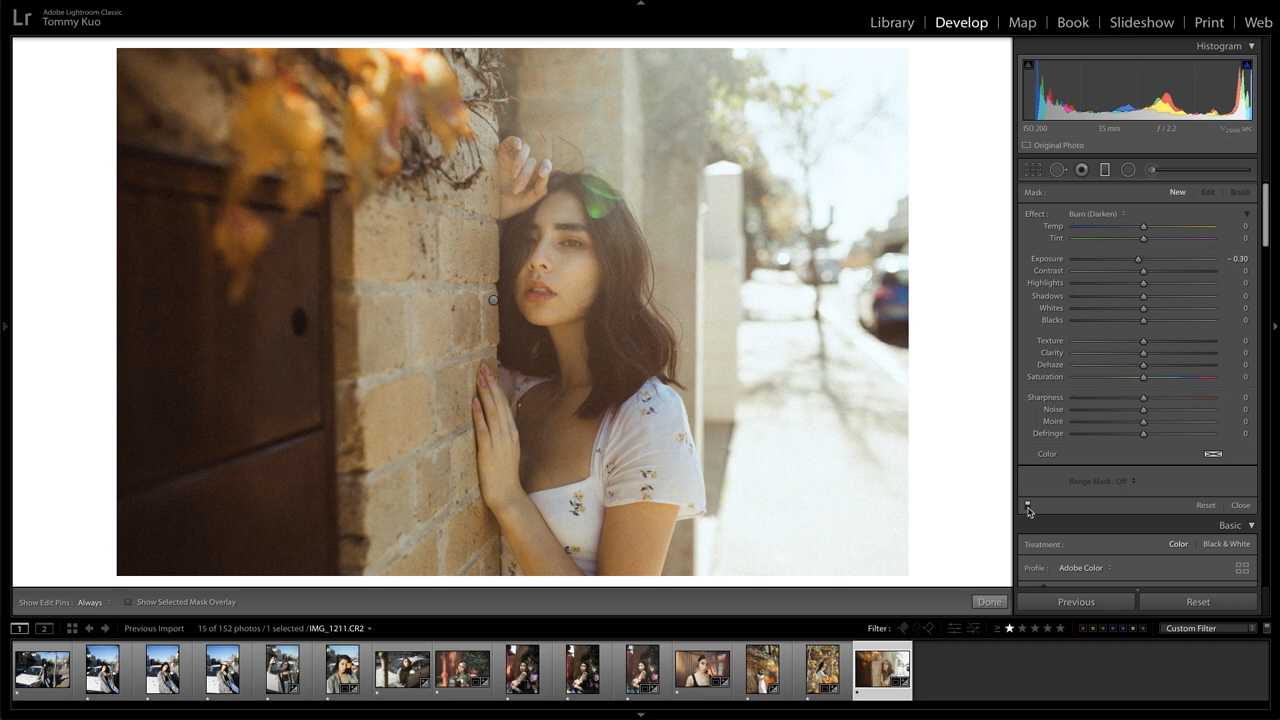 Lr
Adobe Lightroom Classic
Tommy Kuo
Library | Develop | Map | Book | Slideshow | Print | Web
Histogram
ISO 200 35 mm ƒ / 2.2 1/2000 sec
Original Photo
Mask : New Edit Brush
Effect : Burn (Darken)
Temp 0
Tint 0
Exposure – 0.30
Contrast 0
Highlights 0
Shadows 0
Whites 0
Blacks 0
Texture 0
Clarity 0
Dehaze 0
Saturation 0
Sharpness 0
Noise 0
Moiré 0
Defringe 0
Color
Range Mask : Off
Reset Close
Basic
Treatment : Color Black & White
Profile : Adobe Color
Previous Reset
Show Edit Pins : Always Show Selected Mask Overlay Done
1 2 Previous Import 15 of 152 photos / 1 selected / IMG_1211.CR2 Filter : ≥ Custom Filter